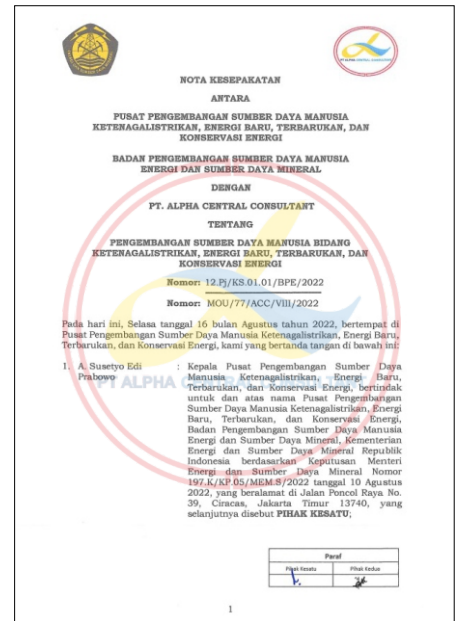 PT ALPHA CENTRAL CONSULTANT
NOTA KESEPAKATAN
ANTARA
PUSAT PENGEMBANGAN SUMBER DAYA MANUSIA
KETENAGALISTRIKAN, ENERGI BARU, TERBARUKAN, DAN
KONSERVASI ENERGI
BADAN PENGEMBANGAN SUMBER DAYA MANUSIA
ENERGI DAN SUMBER DAYA MINERAL
DENGAN
PT. ALPHA CENTRAL CONSULTANT
TENTANG
PENGEMBANGAN SUMBER DAYA MANUSIA BIDANG
KETENAGALISTRIKAN, ENERGI BARU, TERBARUKAN, DAN
KONSERVASI ENERGI
Nomor: 12.Pj/KS.01.01/BPE/2022
Nomor: MOU/77/ACC/VIII/2022
Pada hari ini, Selasa tanggal 16 bulan Agustus tahun 2022, bertempat di
Pusat Pengembangan Sumber Daya Manusia Ketenagalistrikan, Energi Baru,
Terbarukan, dan Konservasi Energi, kami yang bertanda tangan di bawah ini:
1. A. Susetyo Edi Prabowo : Kepala Pusat Pengembangan Sumber Daya
Manusia Ketenagalistrikan, Energi Baru,
Terbarukan, dan Konservasi Energi, bertindak
untuk dan atas nama Pusat Pengembangan
Sumber Daya Manusia Ketenagalistrikan, Energi
Baru, Terbarukan, dan Konservasi Energi,
Badan Pengembangan Sumber Daya Manusia
Energi dan Sumber Daya Mineral, Kementerian
Energi dan Sumber Daya Mineral Republik
Indonesia berdasarkan Keputusan Menteri
Energi dan Sumber Daya Mineral Nomor
197.K/KP.05/MEM.S/2022 tanggal 10 Agustus
2022, yang beralamat di Jalan Poncol Raya No.
39, Ciracas, Jakarta Timur 13740, yang
selanjutnya disebut PIHAK KESATU;
PT ALPHA
Paraf
Pihak Kesatu Pihak Kedua
1